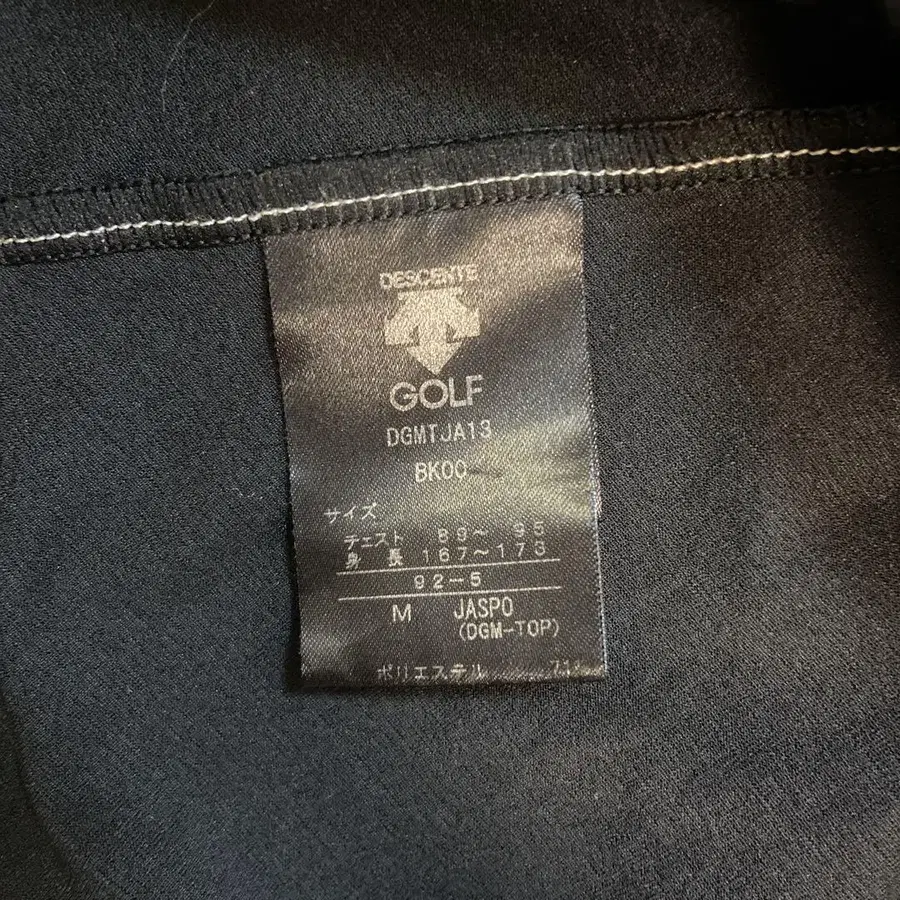 DESCENTE
GOLF
DGMTJA13
BK00
サイズ
チェスト 89～95
身長 167～173
92-5
M JASPO
(DGM-TOP)
ポリエステル